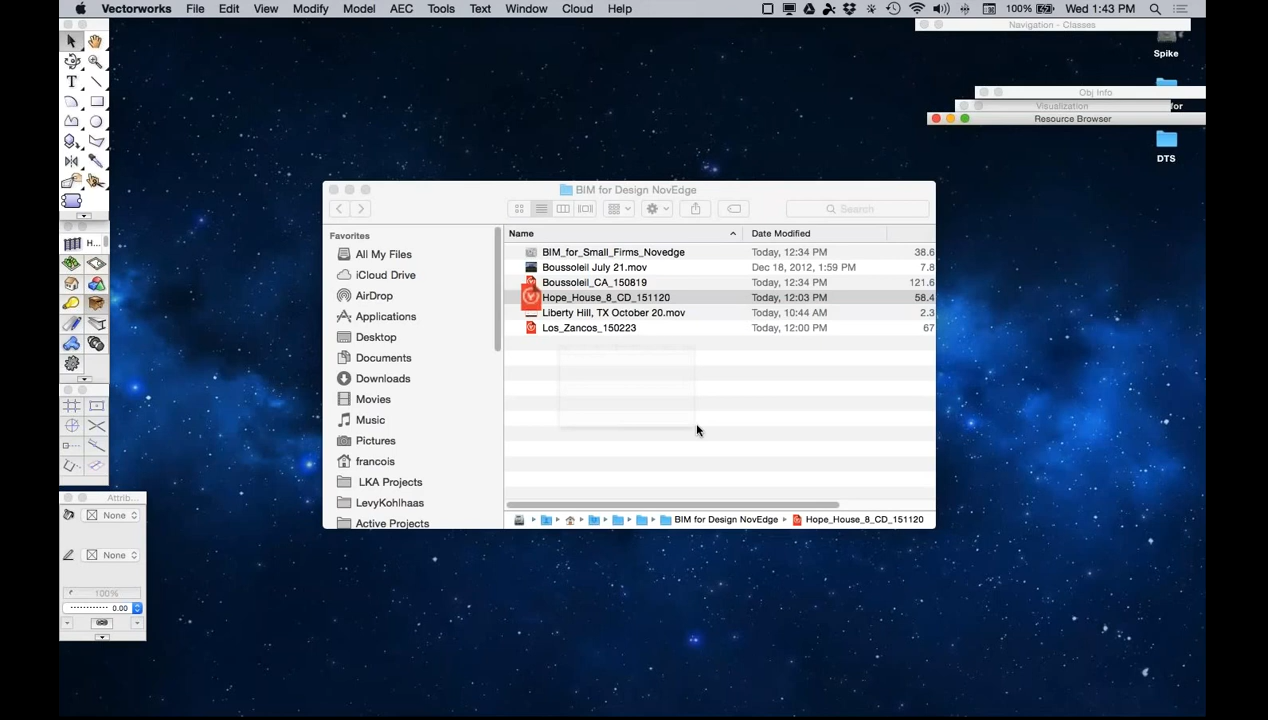 Vectorworks File Edit View Modify Model AEC Tools Text Window Cloud Help 100% Wed 1:43 PM
Navigation - Classes
Spike
Obj Info
Visualization
Resource Browser
DTS
BIM for Design NovEdge
Search
Favorites
All My Files
iCloud Drive
AirDrop
Applications
Desktop
Documents
Downloads
Movies
Music
Pictures
francois
LKA Projects
LevyKohlhaas
Active Projects
Name Date Modified
BIM_for_Small_Firms_Novedge Today, 12:34 PM 38.6
Boussoleil July 21.mov Dec 18, 2012, 1:59 PM 7.8
Boussoleil_CA_150819 Today, 12:34 PM 121.6
Hope_House_8_CD_151120 Today, 12:03 PM 58.4
Liberty Hill, TX October 20.mov Today, 10:44 AM 2.3
Los_Zancos_150223 Today, 12:00 PM 67
BIM for Design NovEdge Hope_House_8_CD_151120
T
H...
Attrib...
None
None
100%
0.00